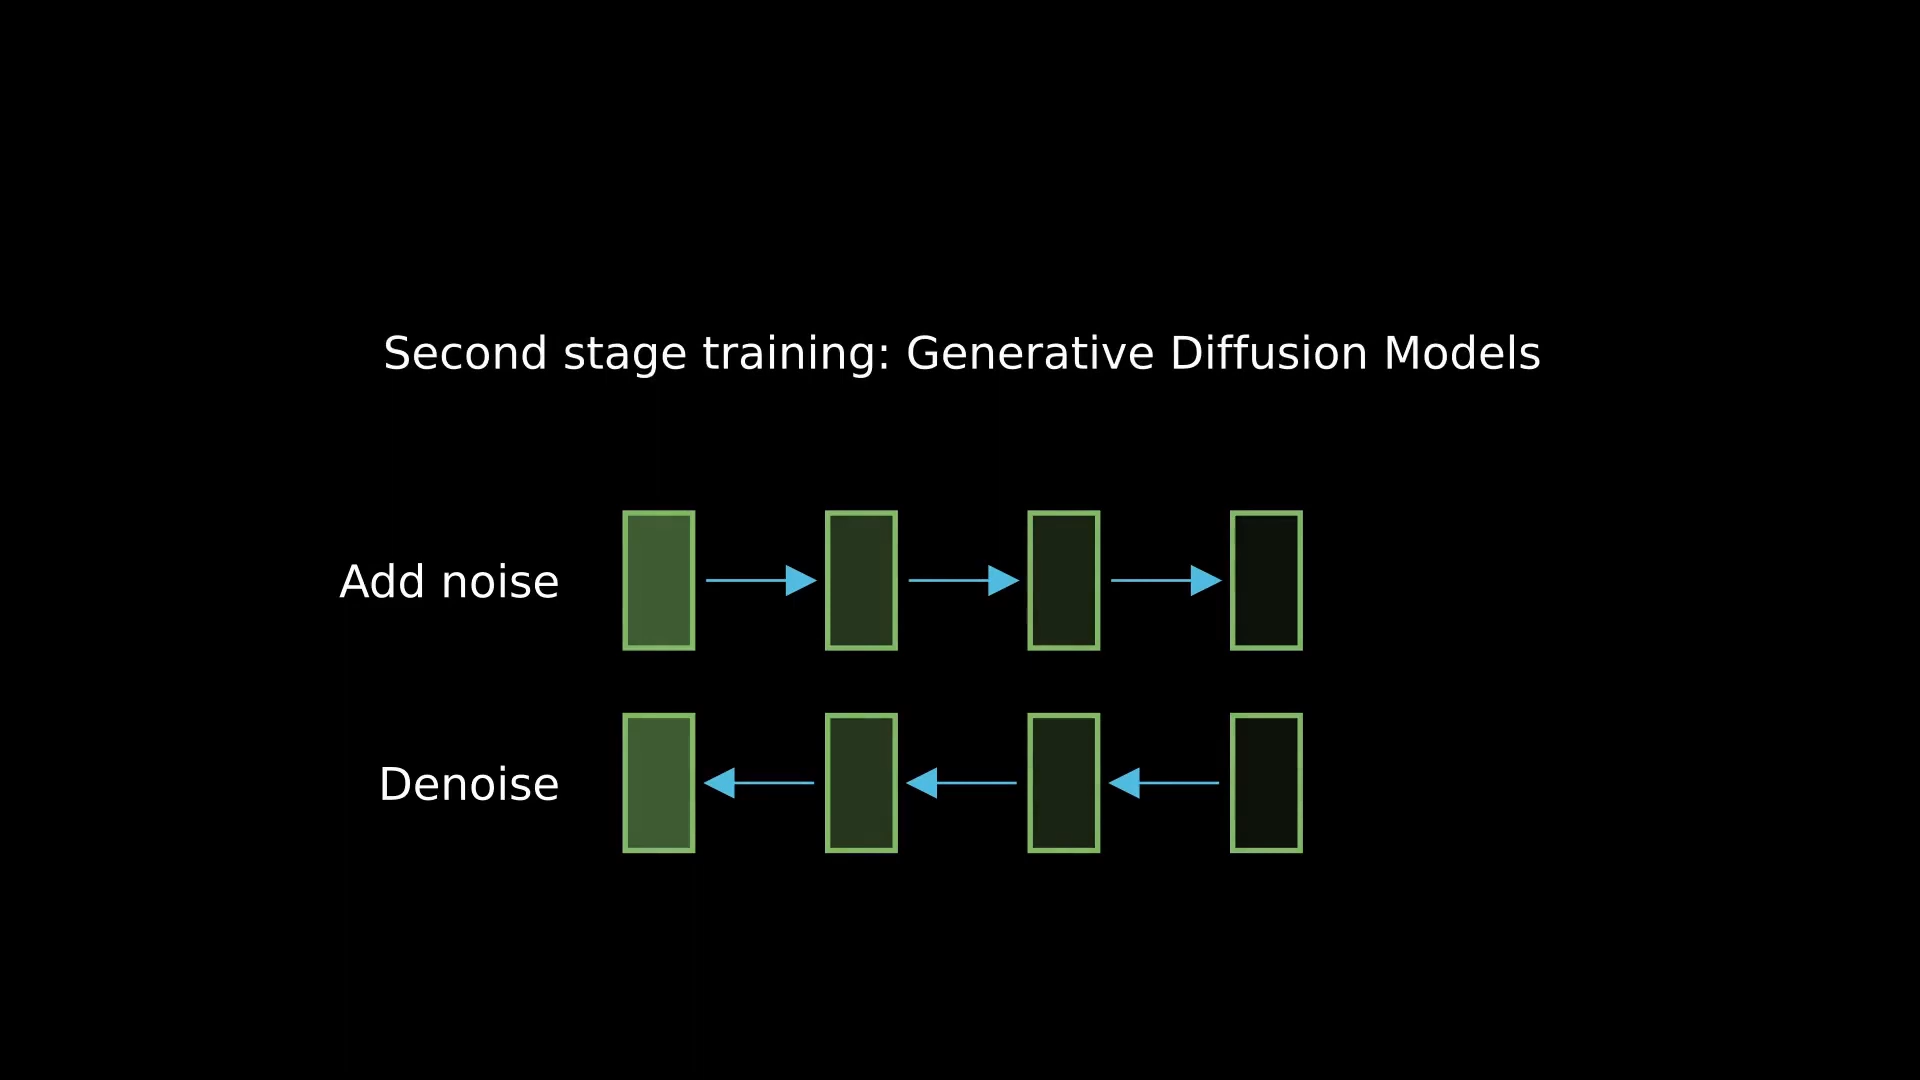 Second stage training: Generative Diffusion Models
Add noise
Denoise